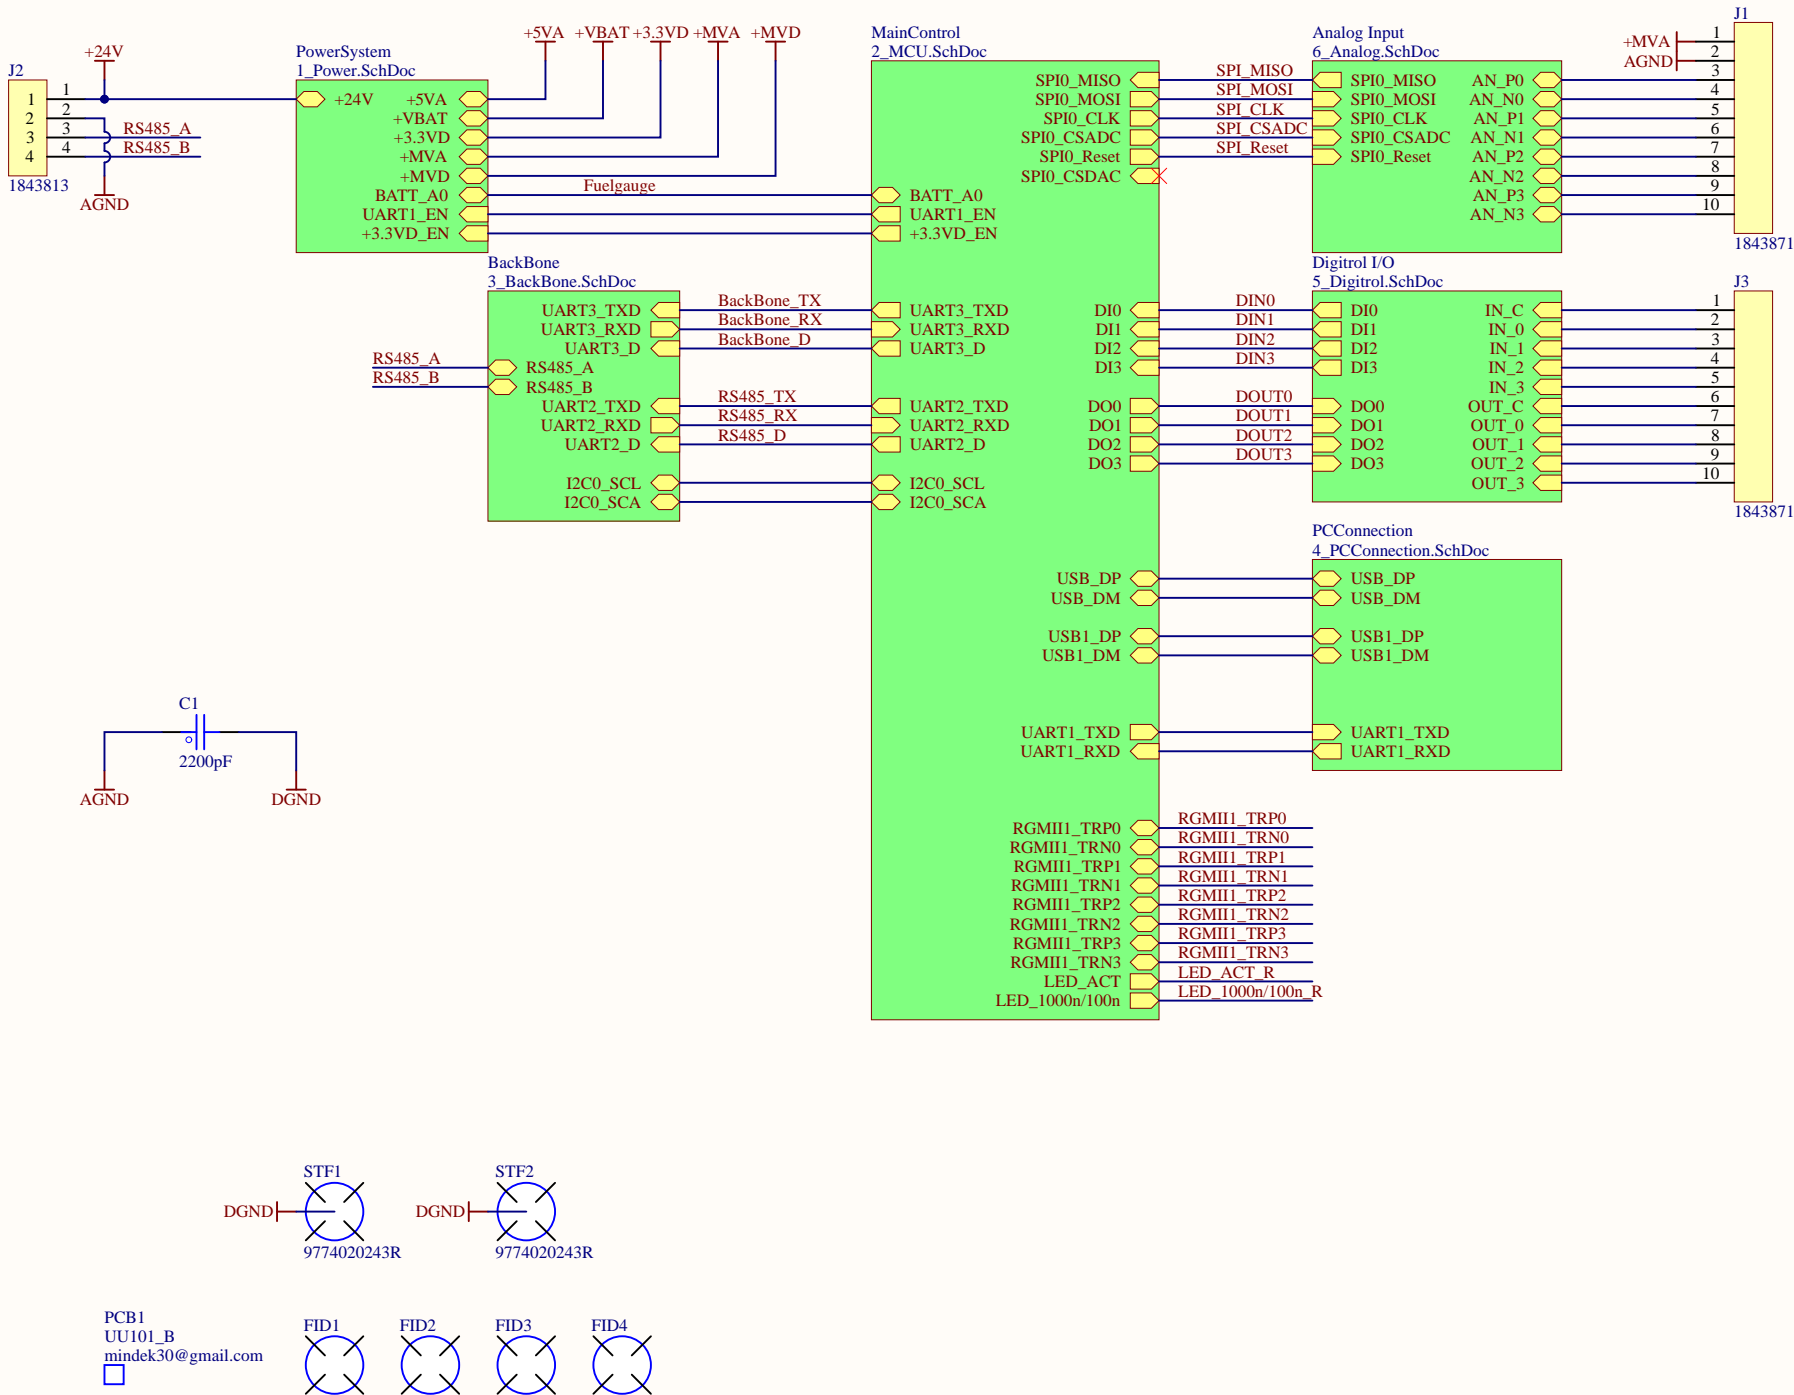 +24V
J2
1
2
3
4
1
2
3
4
RS485_A
RS485_B
1843813
AGND
PowerSystem
1_Power.SchDoc
+24V
+5VA
+VBAT
+3.3VD
+MVA
+MVD
BATT_A0
UART1_EN
+3.3VD_EN
+5VA
+VBAT
+3.3VD
+MVA
+MVD
Fuelgauge
BackBone
3_BackBone.SchDoc
UART3_TXD
UART3_RXD
UART3_D
RS485_A
RS485_B
RS485_A
RS485_B
UART2_TXD
UART2_RXD
UART2_D
I2C0_SCL
I2C0_SCA
BackBone_TX
BackBone_RX
BackBone_D
RS485_TX
RS485_RX
RS485_D
MainControl
2_MCU.SchDoc
BATT_A0
UART1_EN
+3.3VD_EN
UART3_TXD
UART3_RXD
UART3_D
UART2_TXD
UART2_RXD
UART2_D
I2C0_SCL
I2C0_SCA
SPI0_MISO
SPI0_MOSI
SPI0_CLK
SPI0_CSADC
SPI0_Reset
SPI0_CSDAC
DI0
DI1
DI2
DI3
DO0
DO1
DO2
DO3
USB_DP
USB_DM
USB1_DP
USB1_DM
UART1_TXD
UART1_RXD
RGMII1_TRP0
RGMII1_TRN0
RGMII1_TRP1
RGMII1_TRN1
RGMII1_TRP2
RGMII1_TRN2
RGMII1_TRP3
RGMII1_TRN3
LED_ACT
LED_1000n/100n
SPI_MISO
SPI_MOSI
SPI_CLK
SPI_CSADC
SPI_Reset
DIN0
DIN1
DIN2
DIN3
DOUT0
DOUT1
DOUT2
DOUT3
RGMII1_TRP0
RGMII1_TRN0
RGMII1_TRP1
RGMII1_TRN1
RGMII1_TRP2
RGMII1_TRN2
RGMII1_TRP3
RGMII1_TRN3
LED_ACT_R
LED_1000n/100n_R
Analog Input
6_Analog.SchDoc
SPI0_MISO
SPI0_MOSI
SPI0_CLK
SPI0_CSADC
SPI0_Reset
AN_P0
AN_N0
AN_P1
AN_N1
AN_P2
AN_N2
AN_P3
AN_N3
+MVA
AGND
J1
1
2
3
4
5
6
7
8
9
10
1843871
Digitrol I/O
5_Digitrol.SchDoc
DI0
DI1
DI2
DI3
DO0
DO1
DO2
DO3
IN_C
IN_0
IN_1
IN_2
IN_3
OUT_C
OUT_0
OUT_1
OUT_2
OUT_3
J3
1
2
3
4
5
6
7
8
9
10
1843871
PCConnection
4_PCConnection.SchDoc
USB_DP
USB_DM
USB1_DP
USB1_DM
UART1_TXD
UART1_RXD
C1
2200pF
AGND
DGND
STF1
DGND
9774020243R
STF2
DGND
9774020243R
PCB1
UU101_B
mindek30@gmail.com
FID1
FID2
FID3
FID4